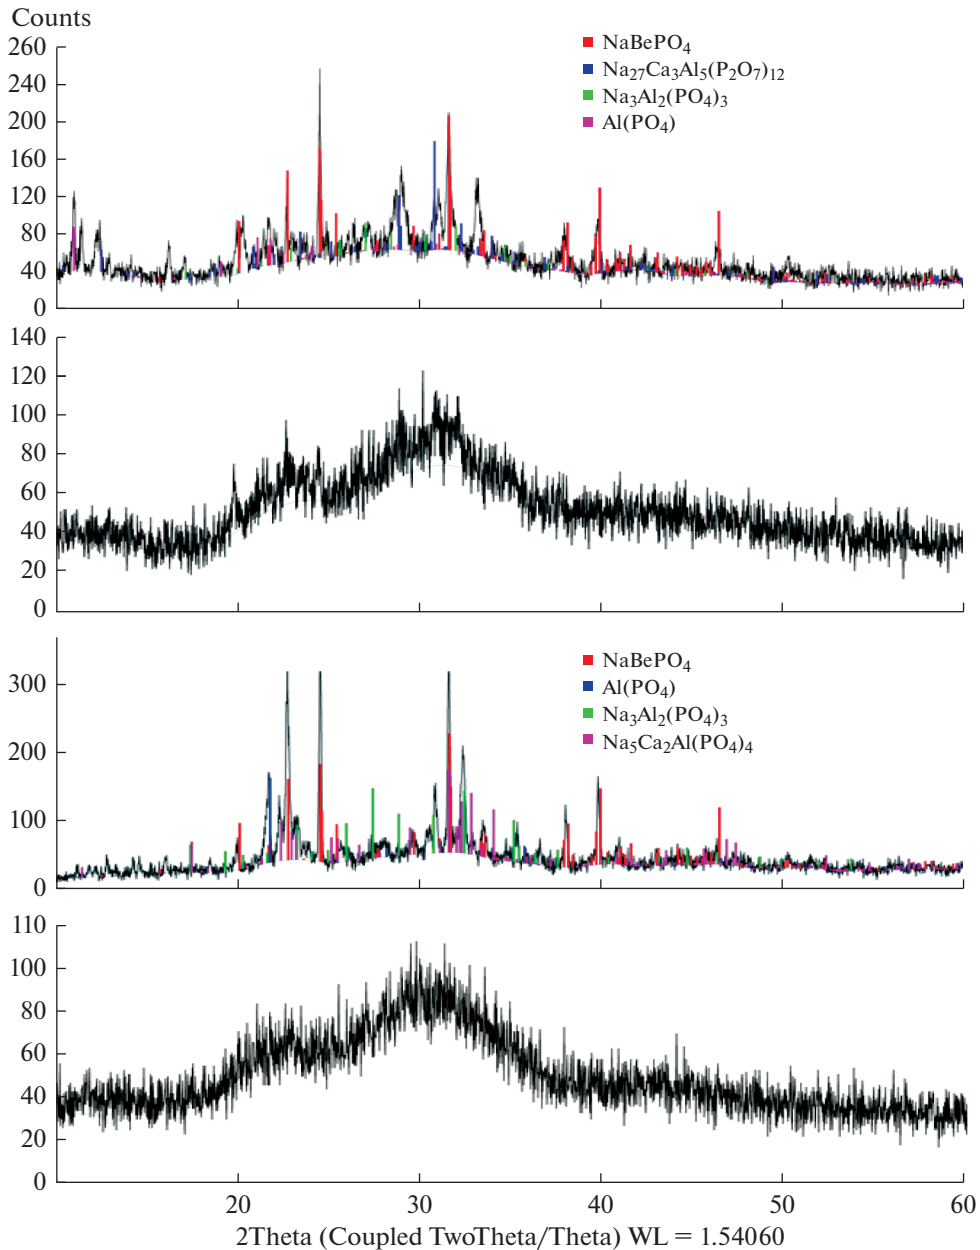 Counts
260
240
200
160
120
80
40
0
NaBePO₄
Na₂₇Ca₃Al₅(P₂O₇)₁₂
Na₃Al₂(PO₄)₃
Al(PO₄)
140
120
100
80
60
40
20
0
300
200
100
0
NaBePO₄
Al(PO₄)
Na₃Al₂(PO₄)₃
Na₅Ca₂Al(PO₄)₄
110
100
80
60
40
20
0
20 30 40 50 60
2Theta (Coupled TwoTheta/Theta) WL = 1.54060